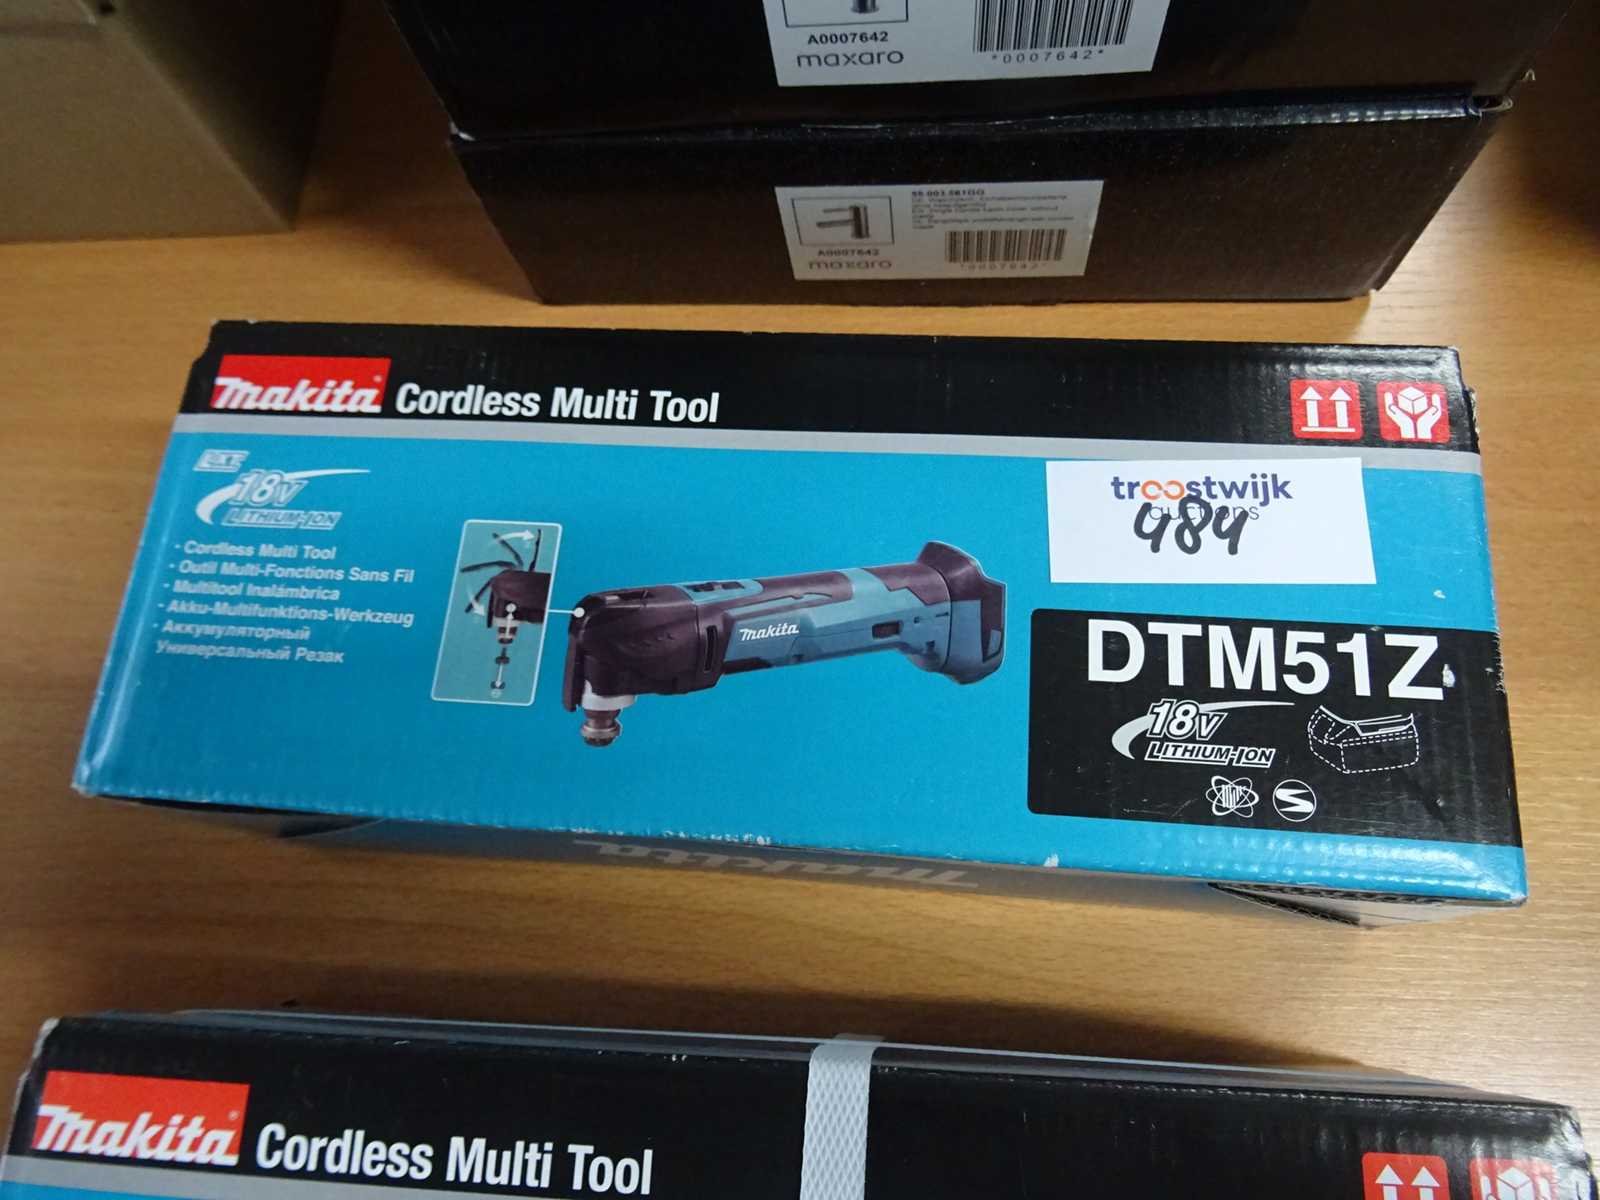 A0007642
maxaro
*0007642*
A0007642
maxaro
*0007642*
makita
Cordless Multi Tool
18V
LITHIUM-ION
· Cordless Multi Tool
· Outil Multi-Fonctions Sans Fil
· Multitool Inalámbrica
· Akku-Multifunktions-Werkzeug
· Аккумуляторный
Универсальный Резак
makita
troostwijk
auctions
484
DTM51Z
18V
LITHIUM-ION
makita
makita
Cordless Multi Tool